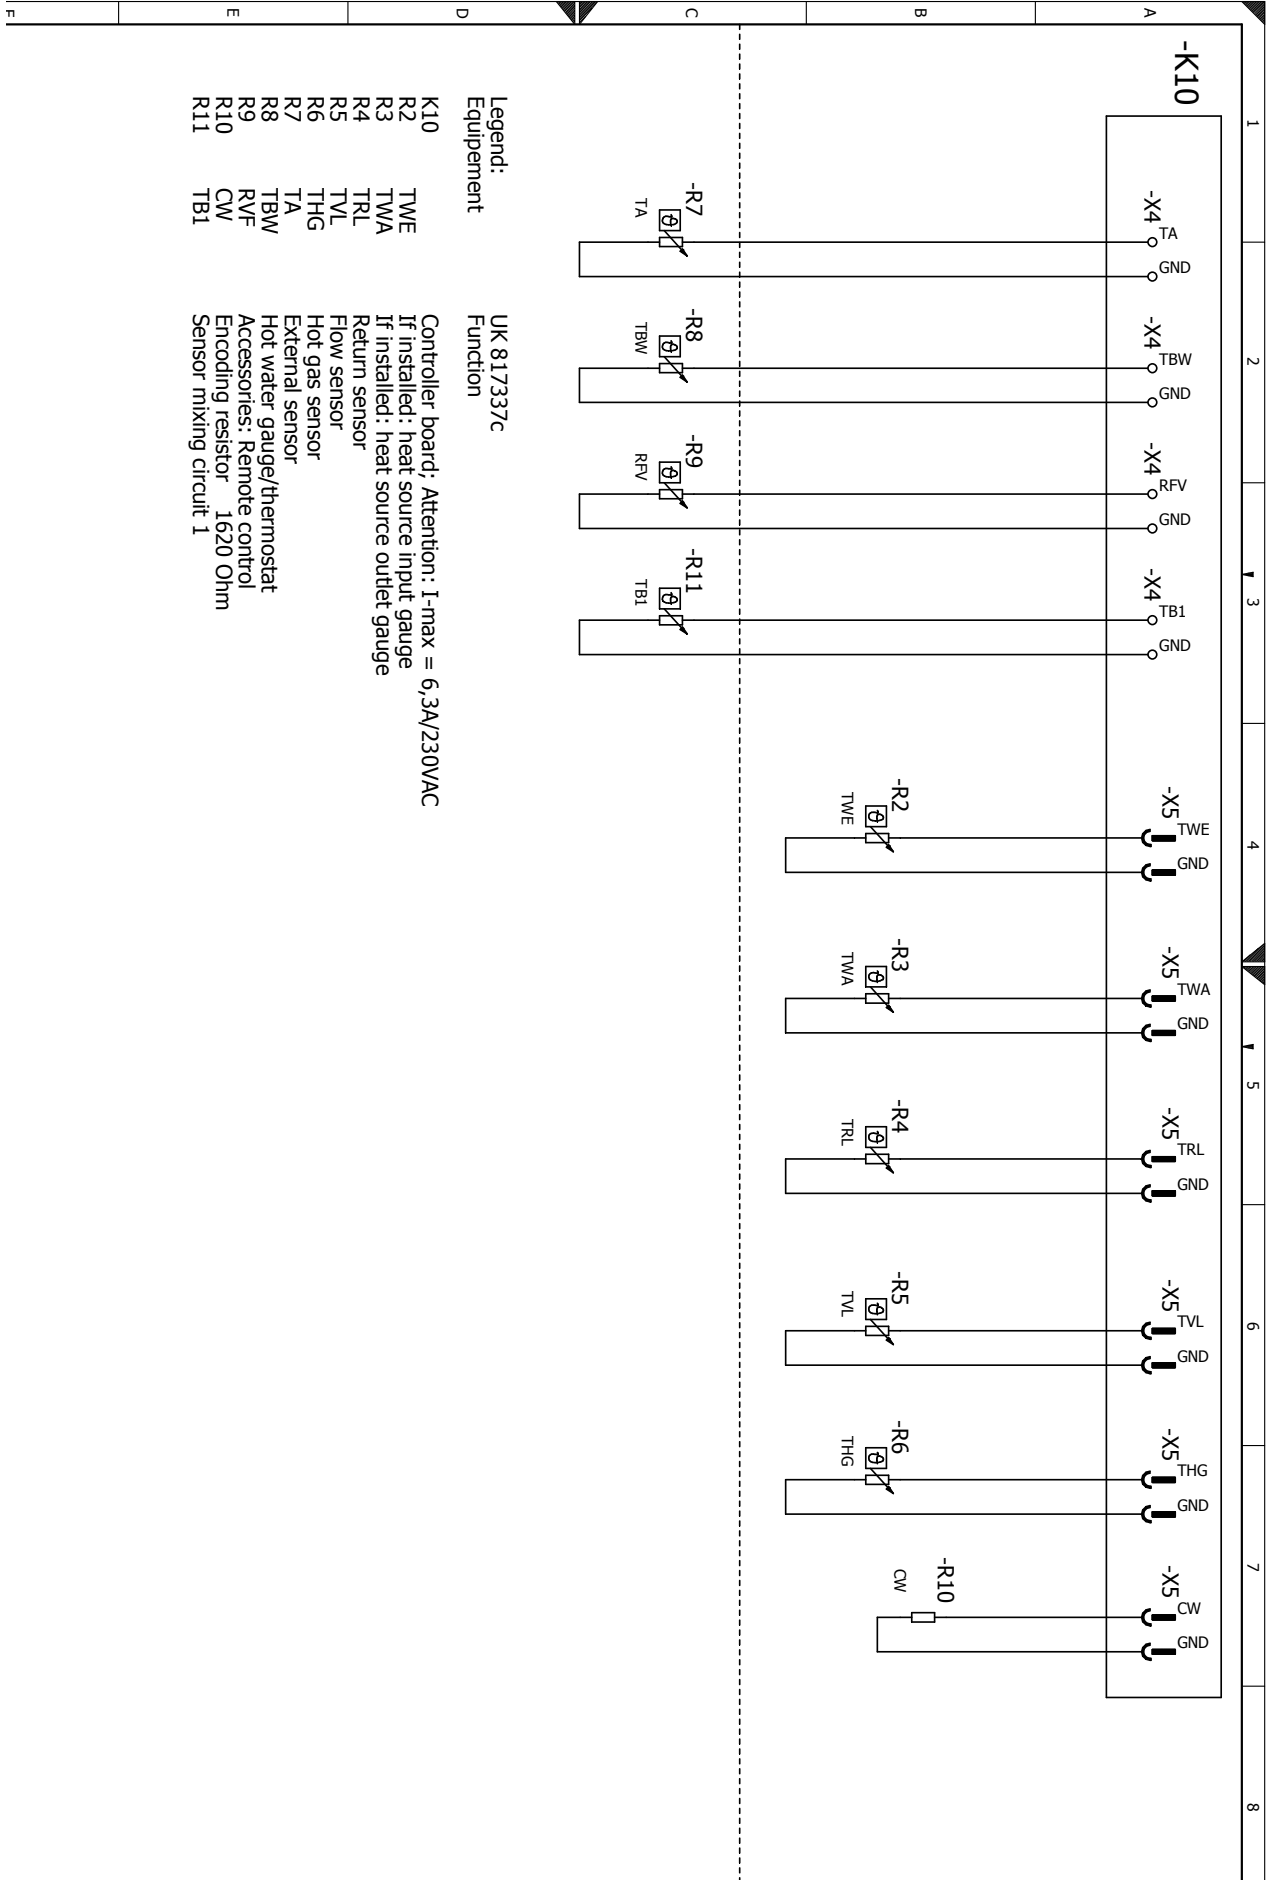 1
2
3
4
5
6
7
8
A
B
C
D
E
F
-K10
-X4
TA
GND
-X4
TBW
GND
-X4
RFV
GND
-X4
TB1
GND
-X5
TWE
GND
-X5
TWA
GND
-X5
TRL
GND
-X5
TVL
GND
-X5
THG
GND
-X5
CW
GND
-R2
TWE
-R3
TWA
-R4
TRL
-R5
TVL
-R6
THG
-R10
CW
-R7
TA
-R8
TBW
-R9
RFV
-R11
TB1
Legend: UK 817337c
Equipement Function
K10 Controller board; Attention: I-max = 6,3A/230VAC
R2 TWE If installed: heat source input gauge
R3 TWA If installed: heat source outlet gauge
R4 TRL Return sensor
R5 TVL Flow sensor
R6 THG Hot gas sensor
R7 TA External sensor
R8 TBW Hot water gauge/thermostat
R9 RVF Accessories: Remote control
R10 CW Encoding resistor 1620 Ohm
R11 TB1 Sensor mixing circuit 1